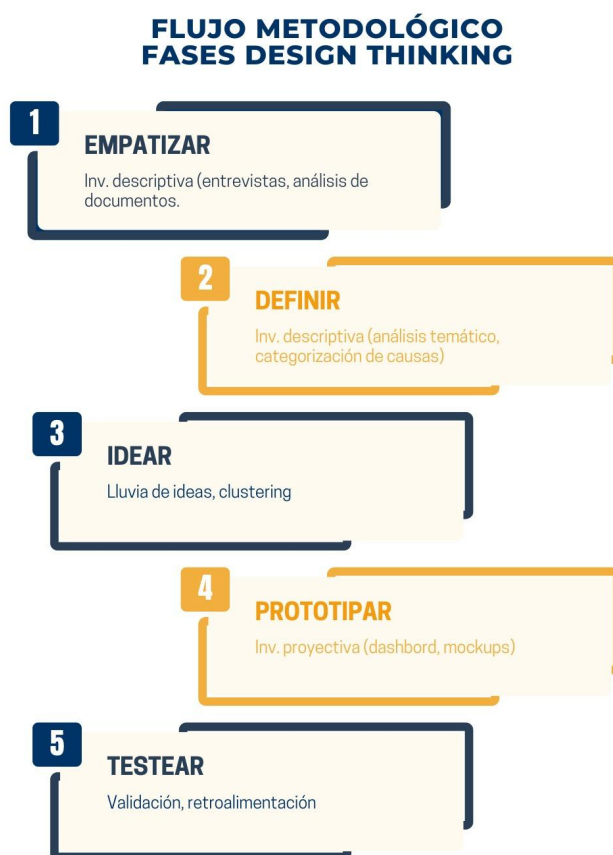 FLUJO METODOLÓGICO
FASES DESIGN THINKING
1
EMPATIZAR
Inv. descriptiva (entrevistas, análisis de
documentos.
2
DEFINIR
Inv. descriptiva (análisis temático,
categorización de causas)
3
IDEAR
Lluvia de ideas, clustering
4
PROTOTIPAR
Inv. proyectiva (dashbord, mockups)
5
TESTEAR
Validación, retroalimentación